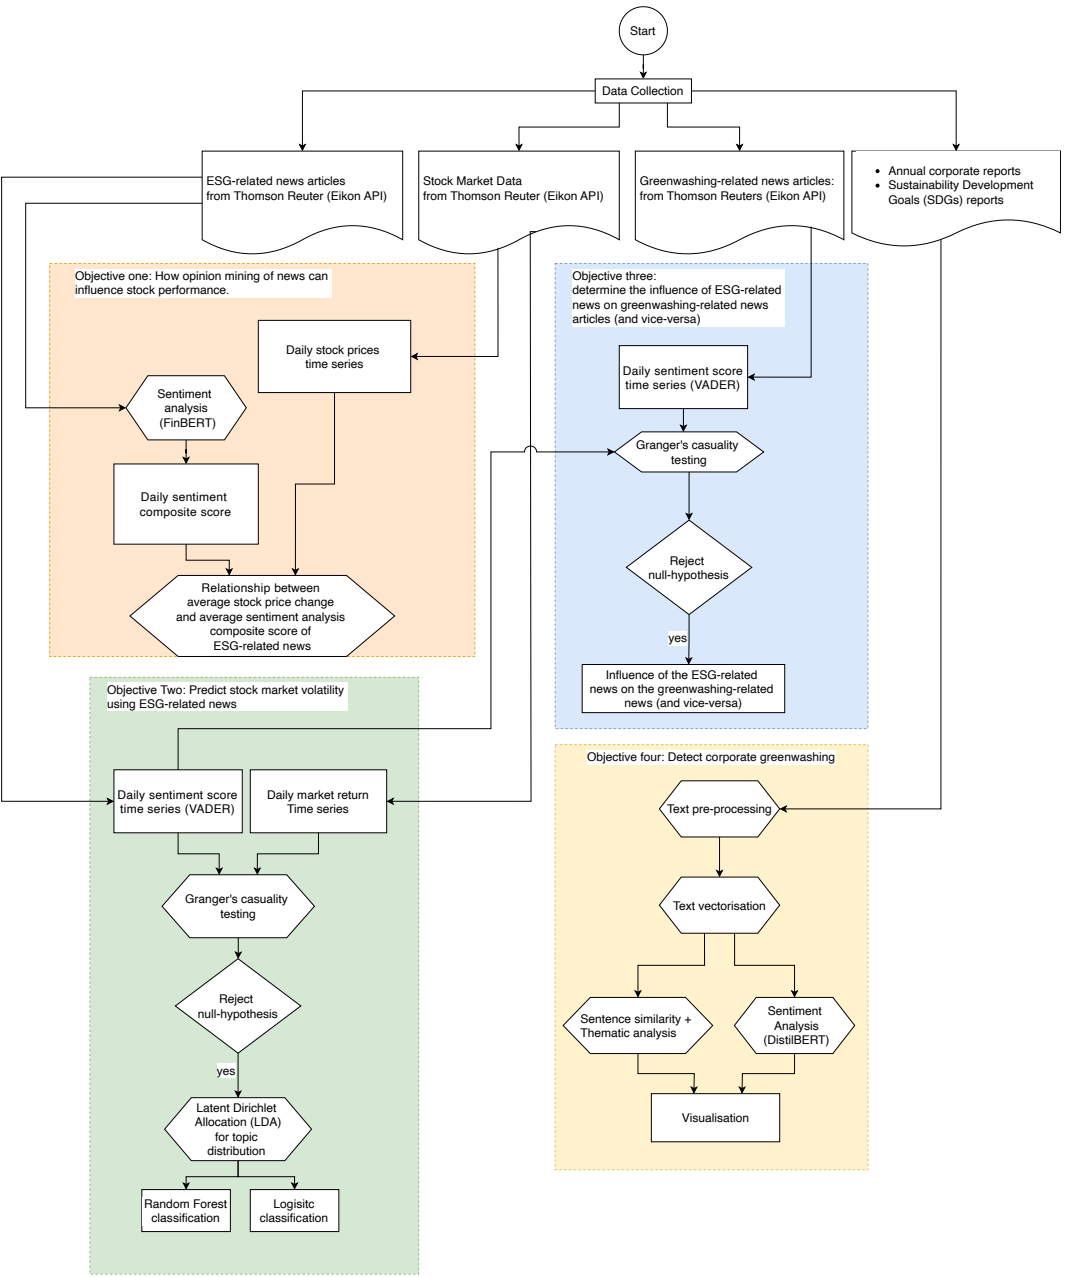 Start
Data Collection
ESG-related news articles
from Thomson Reuter (Eikon API)
Stock Market Data
from Thomson Reuter (Eikon API)
Greenwashing-related news articles:
from Thomson Reuters (Eikon API)
• Annual corporate reports
• Sustainability Development
Goals (SDGs) reports
Objective one: How opinion mining of news can
influence stock performance.
Daily stock prices
time series
Sentiment
analysis
(FinBERT)
Daily sentiment
composite score
Relationship between
average stock price change
and average sentiment analysis
composite score of
ESG-related news
Objective three:
determine the influence of ESG-related
news on greenwashing-related news
articles (and vice-versa)
Daily sentiment score
time series (VADER)
Granger's casuality
testing
Reject
null-hypothesis
yes
Influence of the ESG-related
news on the greenwashing-related
news (and vice-versa)
Objective Two: Predict stock market volatility
using ESG-related news
Daily sentiment score
time series (VADER)
Daily market return
Time series
Granger's casuality
testing
Reject
null-hypothesis
yes
Latent Dirichlet
Allocation (LDA)
for topic
distribution
Random Forest
classification
Logisitc
classification
Objective four: Detect corporate greenwashing
Text pre-processing
Text vectorisation
Sentence similarity +
Thematic analysis
Sentiment
Analysis
(DistilBERT)
Visualisation